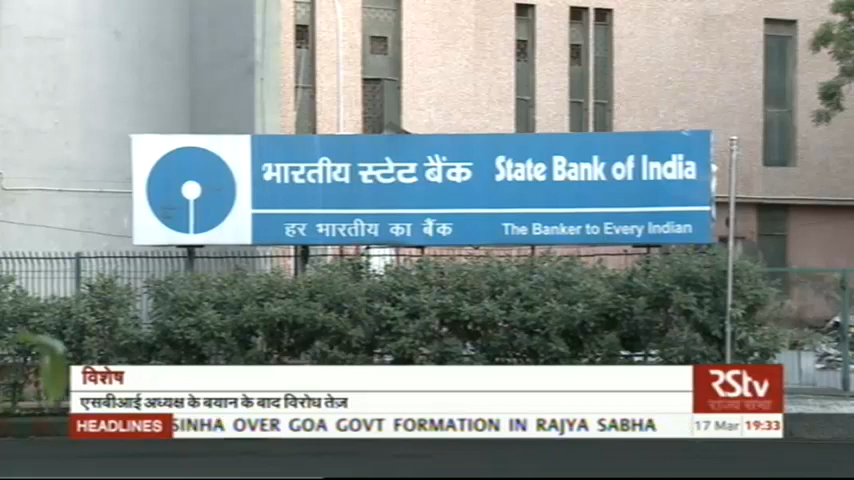 भारतीय स्टेट बैंक State Bank of India
हर भारतीय का बैंक The Banker to Every Indian
विशेष
एसबीआई अध्यक्ष के बयान के बाद विरोध तेज़
RStv
राज्य सभा
HEADLINES SINHA OVER GOA GOVT FORMATION IN RAJYA SABHA 17 Mar 19:33